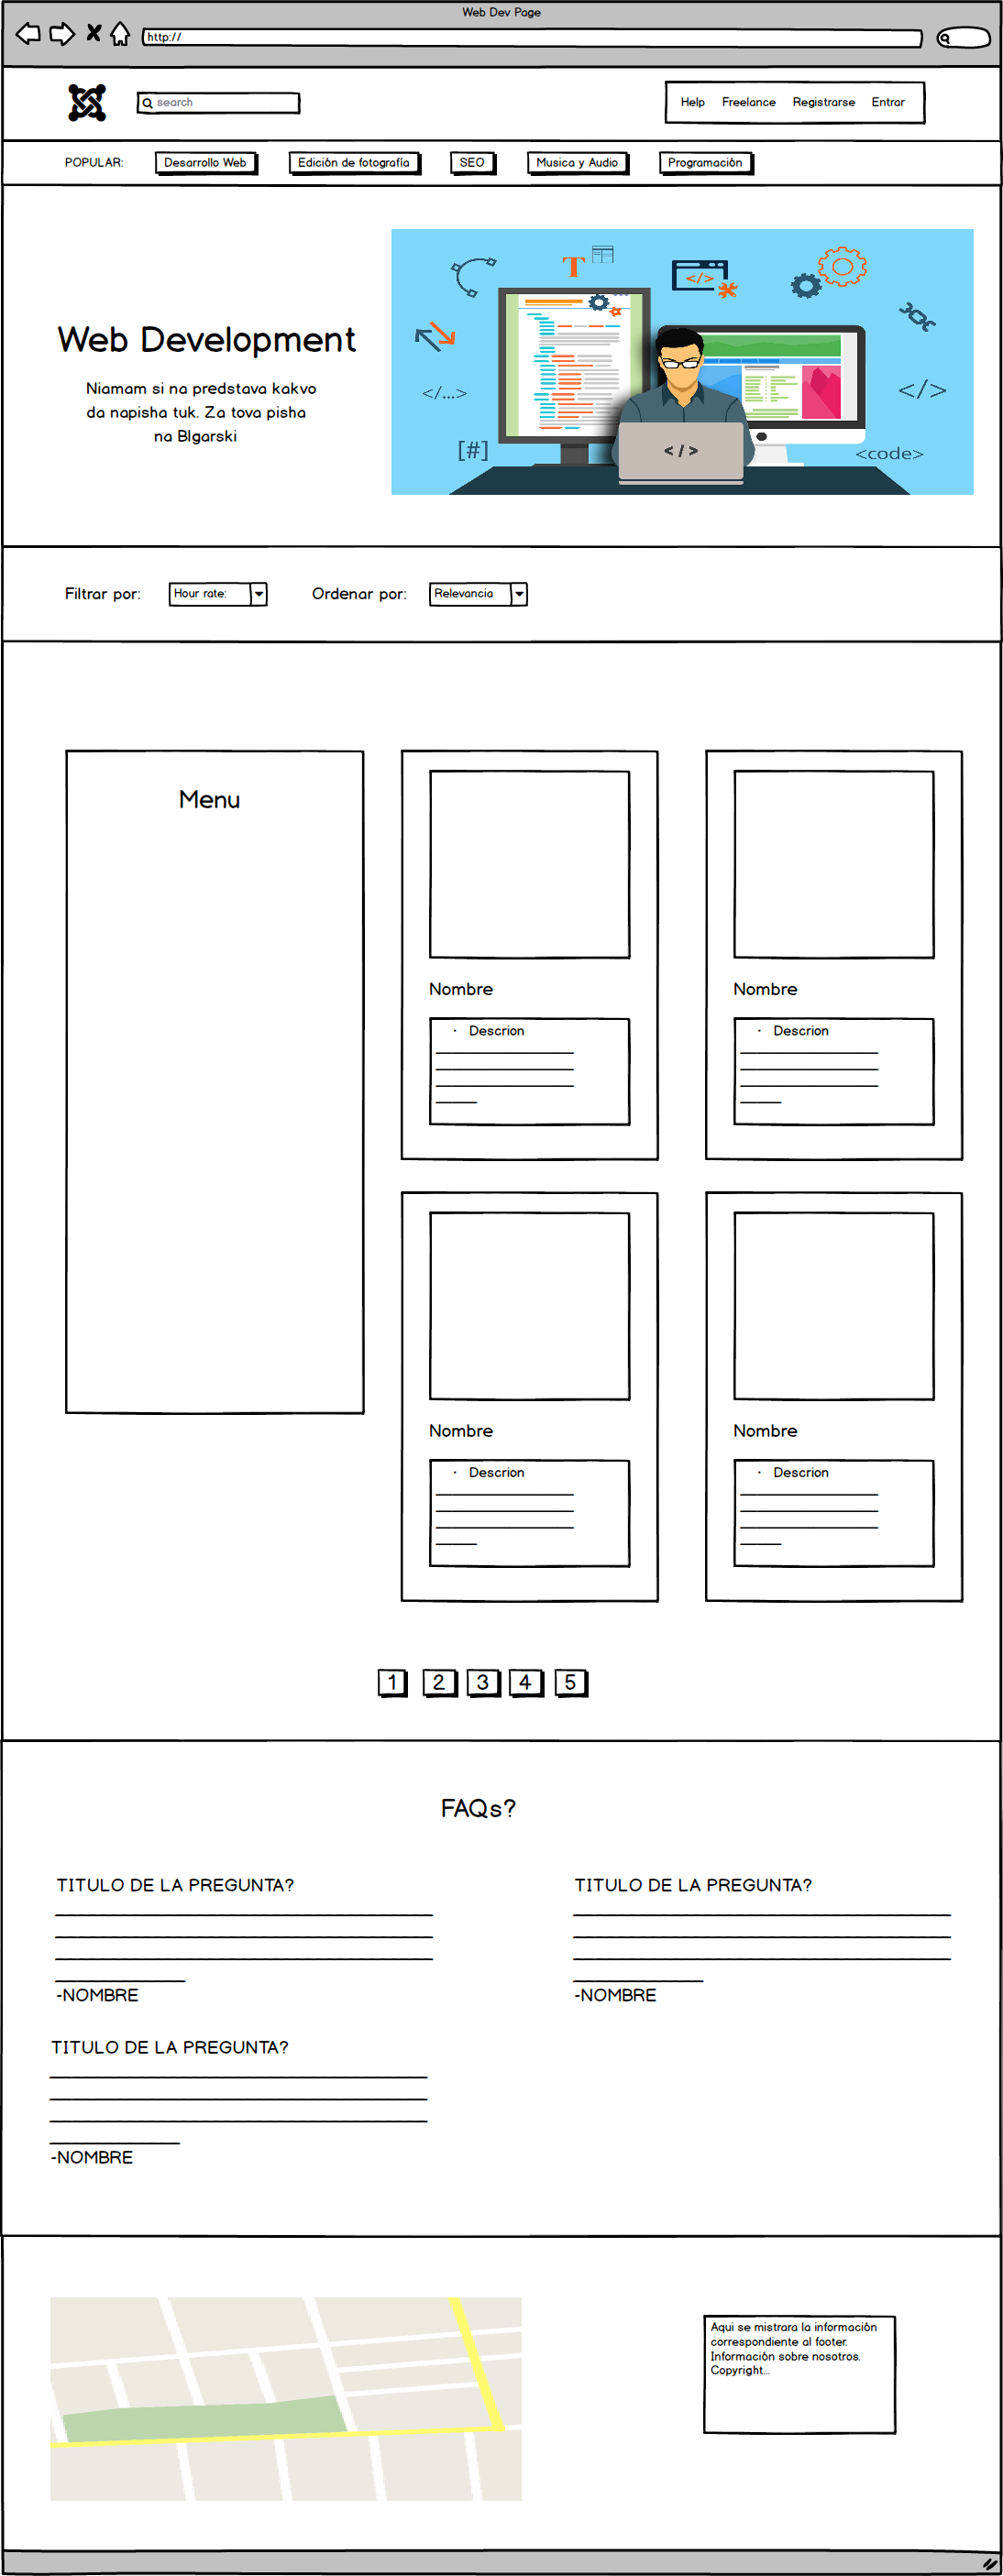 Web Dev Page
http://
search
Help Freelance Registrarse Entrar
POPULAR: Desarrollo Web Edición de fotografía SEO Musica y Audio Programación
T
</>
</...>
</>
[#]
</>
<code>
Web Development
Niamam si na predstava kakvo
da napisha tuk. Za tova pisha
na Blgarski
Filtrar por: Hour rate: Ordenar por: Relevancia
Menu
Nombre
· Descrion
Nombre
· Descrion
Nombre
· Descrion
Nombre
· Descrion
1 2 3 4 5
FAQs?
TITULO DE LA PREGUNTA?
-NOMBRE
TITULO DE LA PREGUNTA?
-NOMBRE
TITULO DE LA PREGUNTA?
-NOMBRE
Aqui se mistrara la información
correspondiente al footer.
Información sobre nosotros.
Copyright...